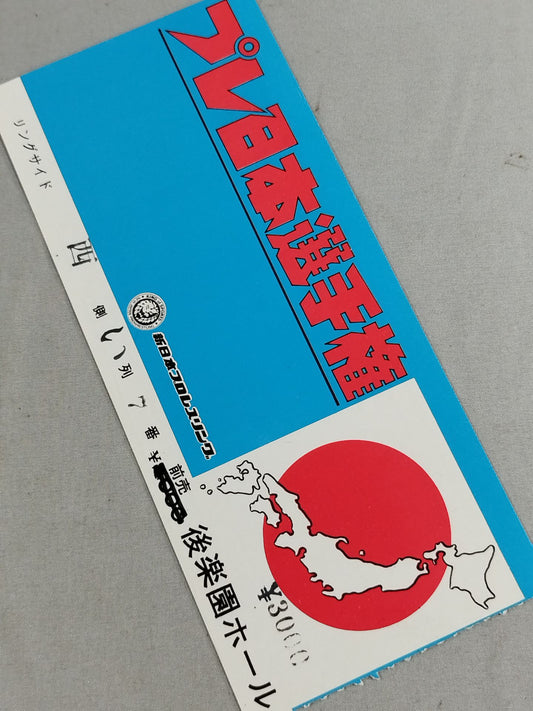 プレ日本選手権
新日本プロレスリング
リングサイド
西側 い列 7番
前売
¥3000
後楽園ホール